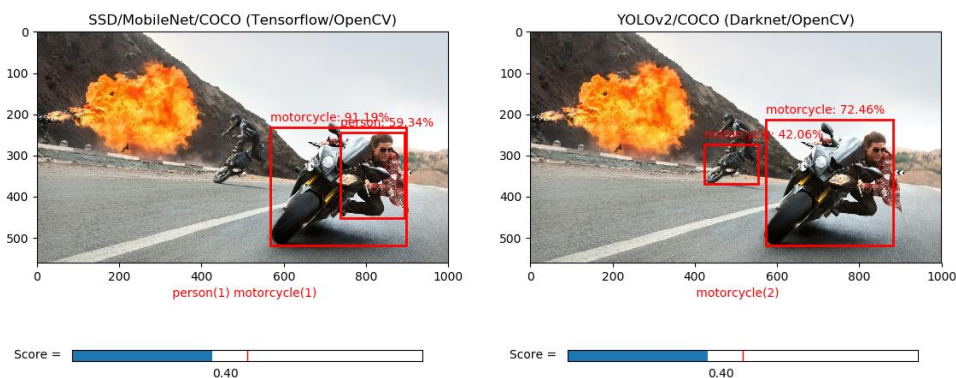 SSD/MobileNet/COCO (Tensorflow/OpenCV)
0
100
200
300
400
500
motorcycle: 91.19%
person: 59.34%
0 200 400 600 800 1000
person(1) motorcycle(1)
Score =
0.40
YOLOv2/COCO (Darknet/OpenCV)
0
100
200
300
400
500
motorcycle: 72.46%
motorcycle: 42.06%
0 200 400 600 800 1000
motorcycle(2)
Score =
0.40